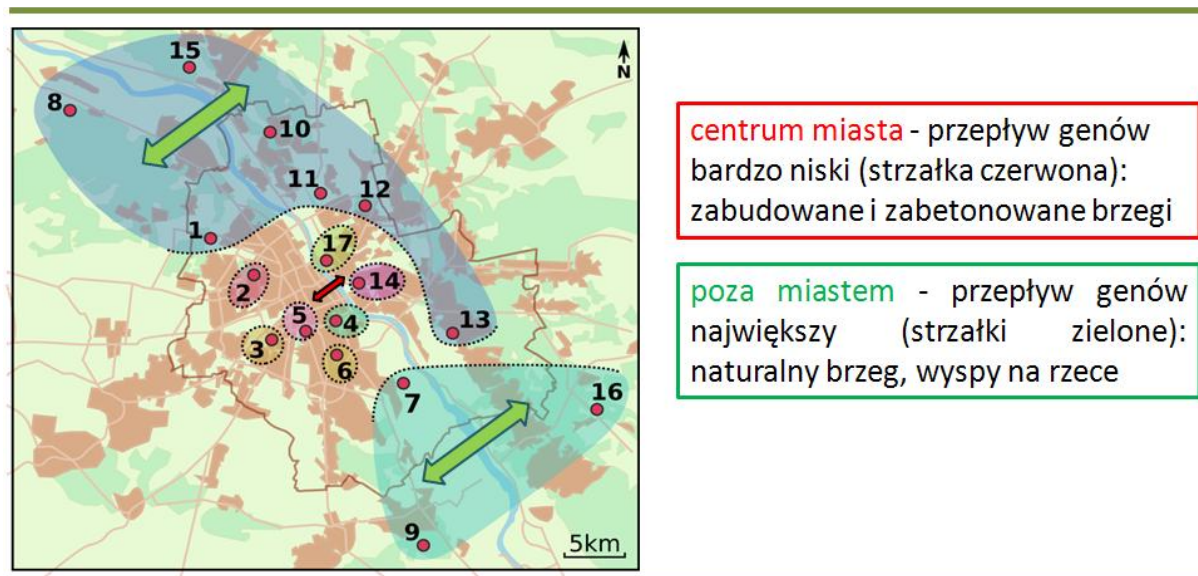 15
N
8
10
11
12
1
17
2
14
5
4
13
3
6
7
16
9
5km
centrum miasta - przepływ genów
bardzo niski (strzałka czerwona):
zabudowane i zabetonowane brzegi
poza miastem - przepływ genów
największy (strzałki zielone):
naturalny brzeg, wyspy na rzece